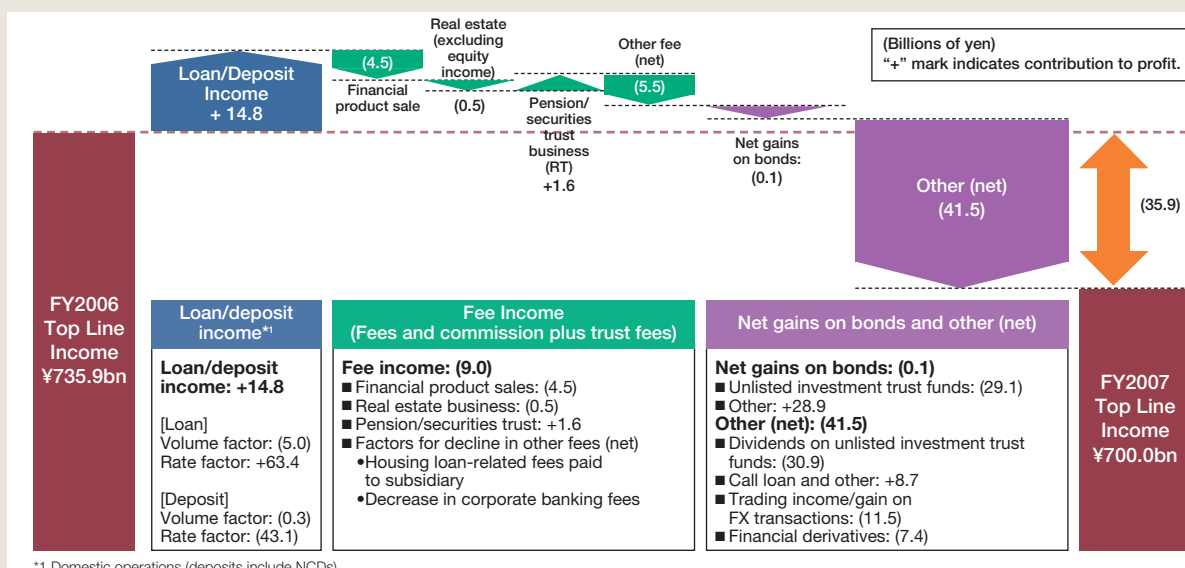 (Billions of yen)
“+” mark indicates contribution to profit.
Loan/Deposit
Income
+ 14.8
(4.5)
Financial
product sale
Real estate
(excluding
equity
income)
(0.5)
Pension/
securities
trust
business
(RT)
+1.6
Other fee
(net)
(5.5)
Net gains
on bonds:
(0.1)
Other (net)
(41.5)
(35.9)
FY2006
Top Line
Income
¥735.9bn
Loan/deposit
income*1
Loan/deposit
income: +14.8
[Loan]
Volume factor: (5.0)
Rate factor: +63.4
[Deposit]
Volume factor: (0.3)
Rate factor: (43.1)
Fee Income
(Fees and commission plus trust fees)
Fee income: (9.0)
■ Financial product sales: (4.5)
■ Real estate business: (0.5)
■ Pension/securities trust: +1.6
■ Factors for decline in other fees (net)
•Housing loan-related fees paid
to subsidiary
•Decrease in corporate banking fees
Net gains on bonds and other (net)
Net gains on bonds: (0.1)
■ Unlisted investment trust funds: (29.1)
■ Other: +28.9
Other (net): (41.5)
■ Dividends on unlisted investment trust
funds: (30.9)
■ Call loan and other: +8.7
■ Trading income/gain on
FX transactions: (11.5)
■ Financial derivatives: (7.4)
FY2007
Top Line
Income
¥700.0bn
*1 Domestic operations (deposits include NCDs)